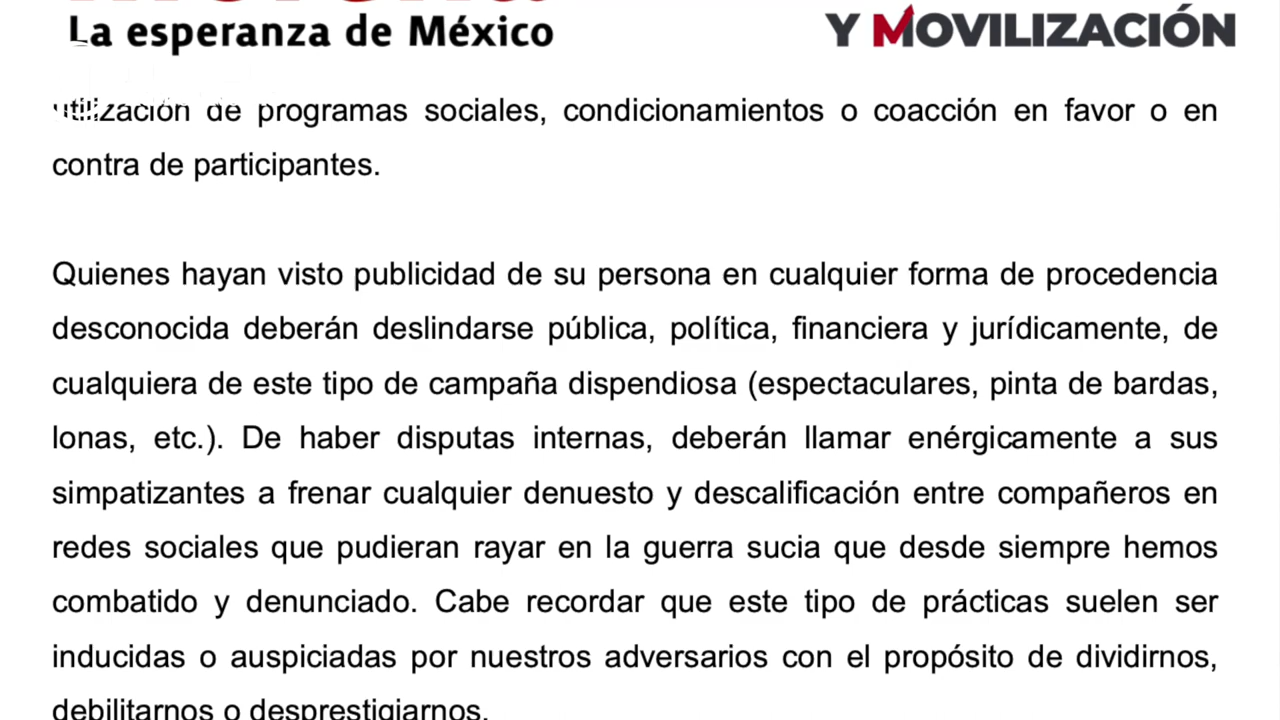 La esperanza de México
Y MOVILIZACIÓN
utilización de programas sociales, condicionamientos o coacción en favor o en
contra de participantes.
Quienes hayan visto publicidad de su persona en cualquier forma de procedencia
desconocida deberán deslindarse pública, política, financiera y jurídicamente, de
cualquiera de este tipo de campaña dispendiosa (espectaculares, pinta de bardas,
lonas, etc.). De haber disputas internas, deberán llamar enérgicamente a sus
simpatizantes a frenar cualquier denuesto y descalificación entre compañeros en
redes sociales que pudieran rayar en la guerra sucia que desde siempre hemos
combatido y denunciado. Cabe recordar que este tipo de prácticas suelen ser
inducidas o auspiciadas por nuestros adversarios con el propósito de dividirnos,
debilitarnos o desprestigiarnos.